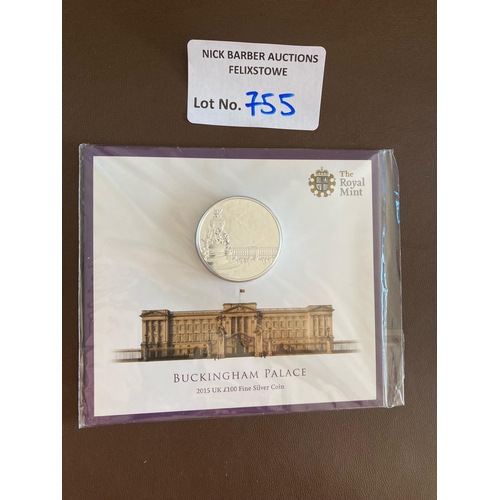 NICK BARBER AUCTIONS
FELIXSTOWE
Lot No. 755
The
Royal
Mint
BUCKINGHAM PALACE
2015 UK £100 Fine Silver Coin